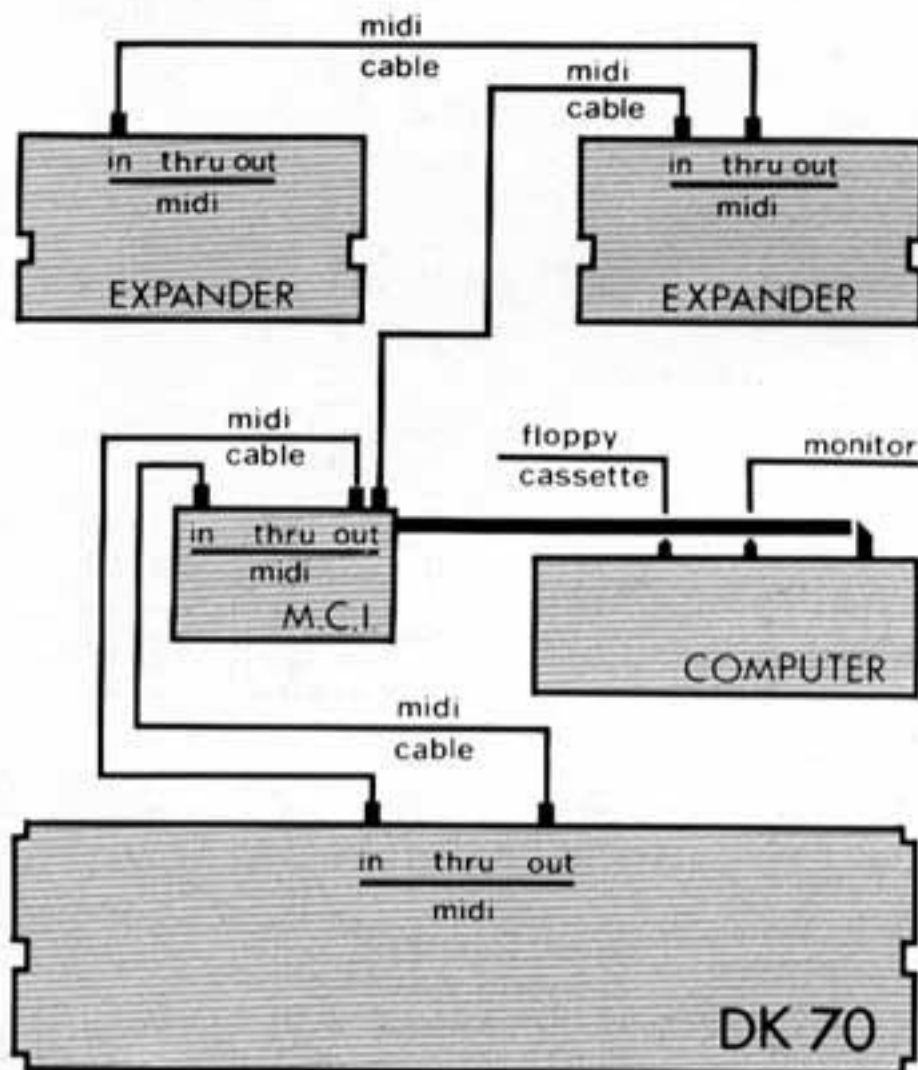 midi
cable
midi
cable
in thru out
midi
EXPANDER
in thru out
midi
EXPANDER
midi
cable
floppy
cassette
monitor
in thru out
midi
M.C.I.
COMPUTER
midi
cable
in thru out
midi
DK 70